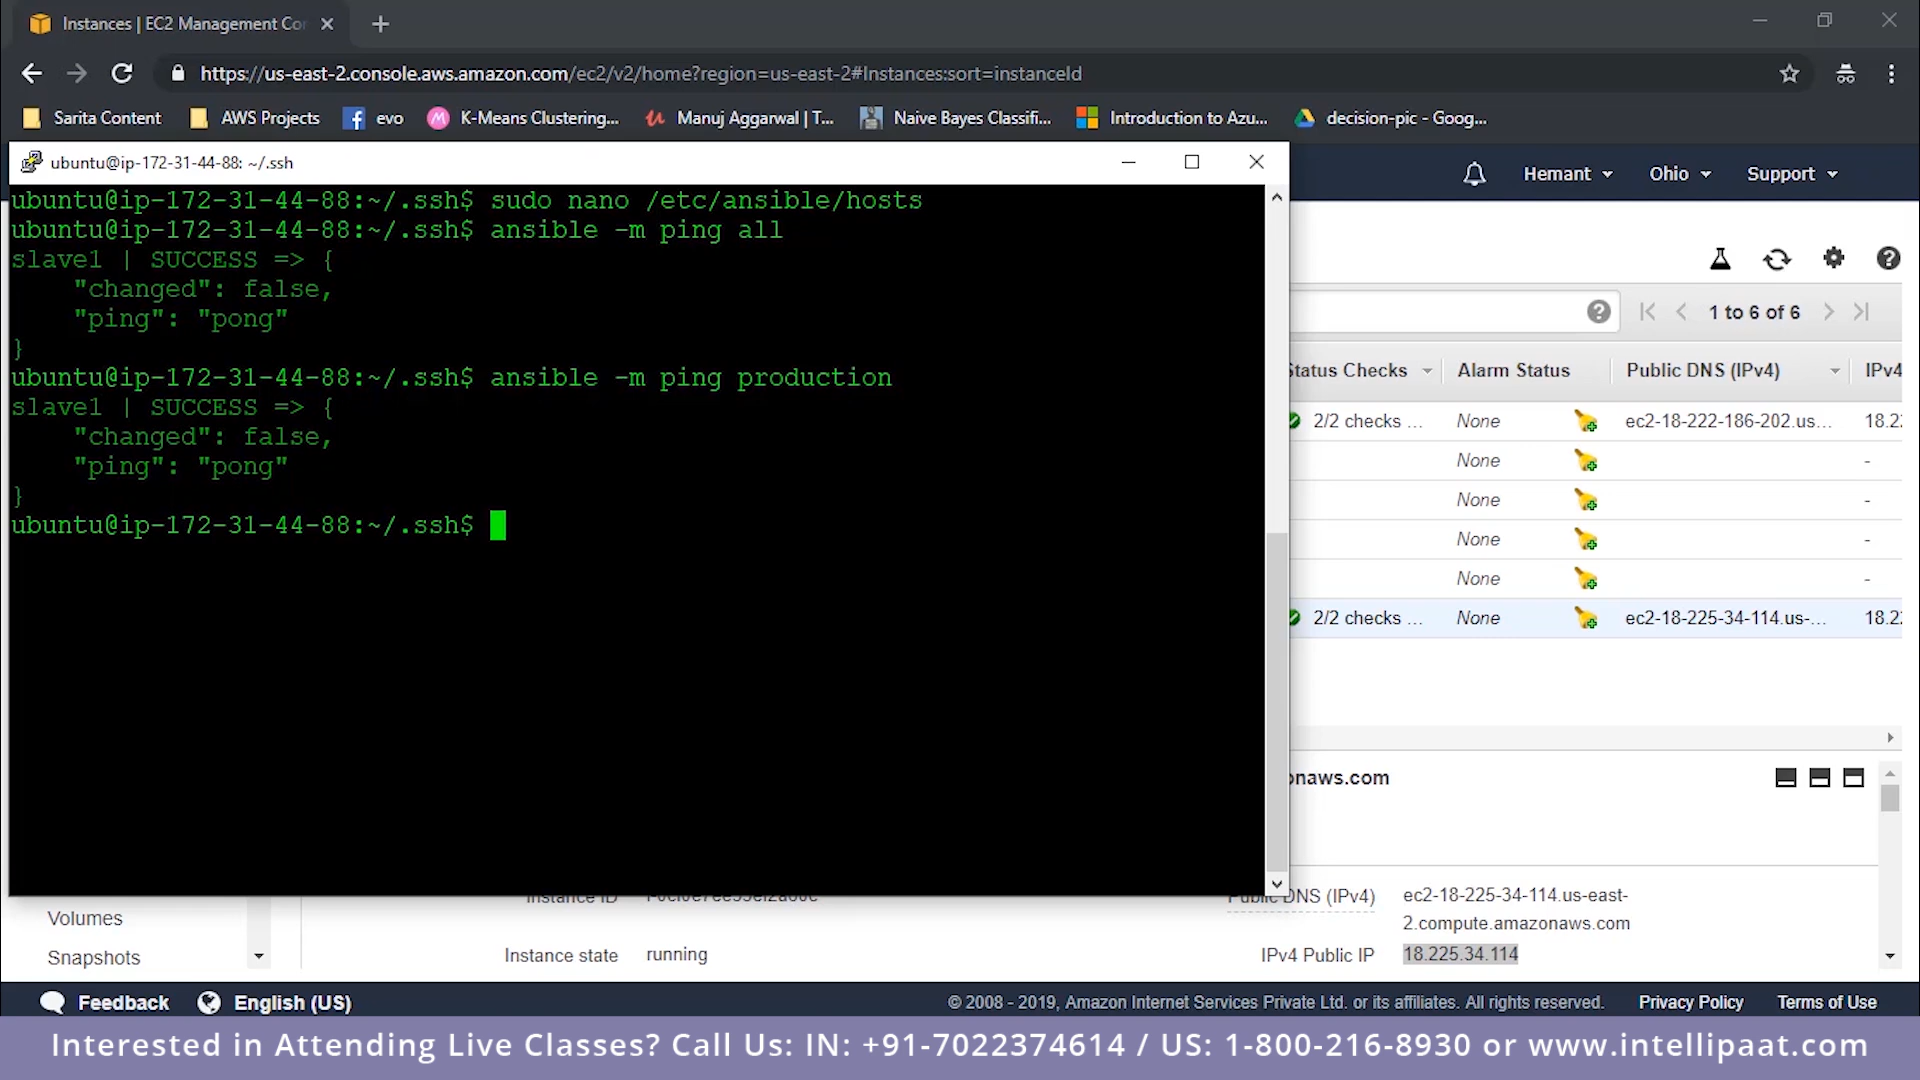 Instances | EC2 Management Con
https://us-east-2.console.aws.amazon.com/ec2/v2/home?region=us-east-2#Instances:sort=instanceId
Sarita Content AWS Projects evo K-Means Clustering... Manuj Aggarwal | T... Naive Bayes Classifi... Introduction to Azu... decision-pic - Goog...
ubuntu@ip-172-31-44-88: ~/.ssh
Hemant Ohio Support
ubuntu@ip-172-31-44-88:~/.ssh$ sudo nano /etc/ansible/hosts
ubuntu@ip-172-31-44-88:~/.ssh$ ansible -m ping all
slave1 | SUCCESS => {
"changed": false,
"ping": "pong"
}
ubuntu@ip-172-31-44-88:~/.ssh$ ansible -m ping production
slave1 | SUCCESS => {
"changed": false,
"ping": "pong"
}
ubuntu@ip-172-31-44-88:~/.ssh$
1 to 6 of 6
Status Checks Alarm Status Public DNS (IPv4) IPv4
2/2 checks ... None ec2-18-222-186-202.us... 18.2
None -
None -
None -
None -
2/2 checks ... None ec2-18-225-34-114.us-... 18.2
onaws.com
Instance ID
Public DNS (IPv4) ec2-18-225-34-114.us-east-
2.compute.amazonaws.com
Volumes
Snapshots
Instance state running
IPv4 Public IP 18.225.34.114
Feedback English (US)
© 2008 - 2019, Amazon Internet Services Private Ltd. or its affiliates. All rights reserved. Privacy Policy Terms of Use
Interested in Attending Live Classes? Call Us: IN: +91-7022374614 / US: 1-800-216-8930 or www.intellipaat.com